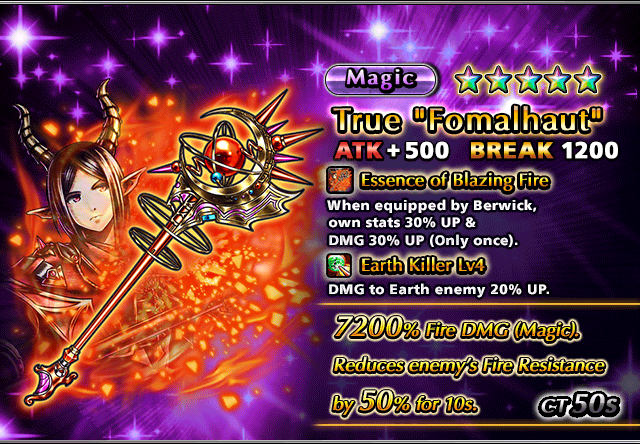 Magic
True "Fomalhaut"
ATK+500 BREAK 1200
Essence of Blazing Fire
When equipped by Berwick,
own stats 30% UP &
DMG 30% UP (Only once).
Earth Killer Lv4
DMG to Earth enemy 20% UP.
7200% Fire DMG (Magic).
Reduces enemy's Fire Resistance
by 50% for 10s.
CT 50s